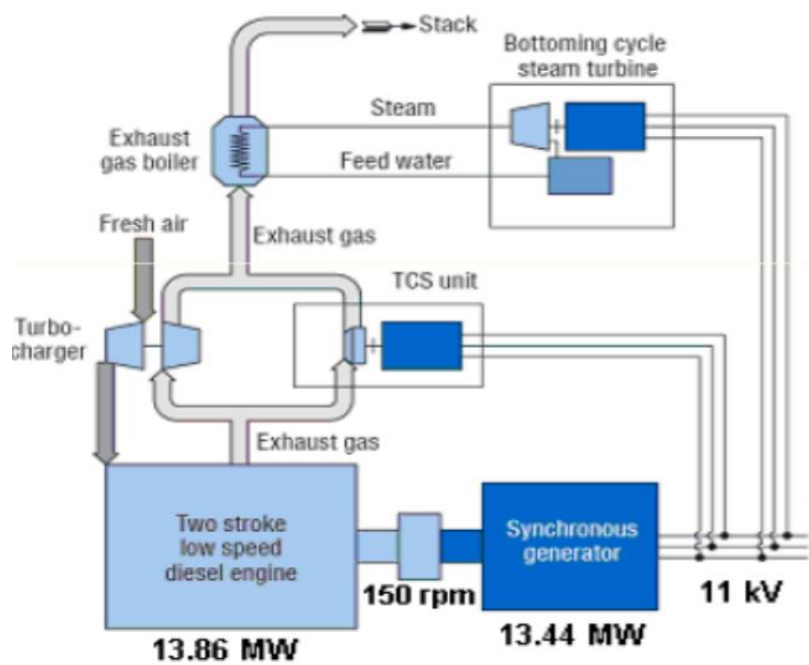 Stack
Bottoming cycle
steam turbine
Steam
Exhaust
gas boiler
Feed water
Fresh air
Exhaust gas
TCS unit
Turbo-
charger
Exhaust gas
Two stroke
low speed
diesel engine
Synchronous
generator
150 rpm
11 kV
13.86 MW
13.44 MW